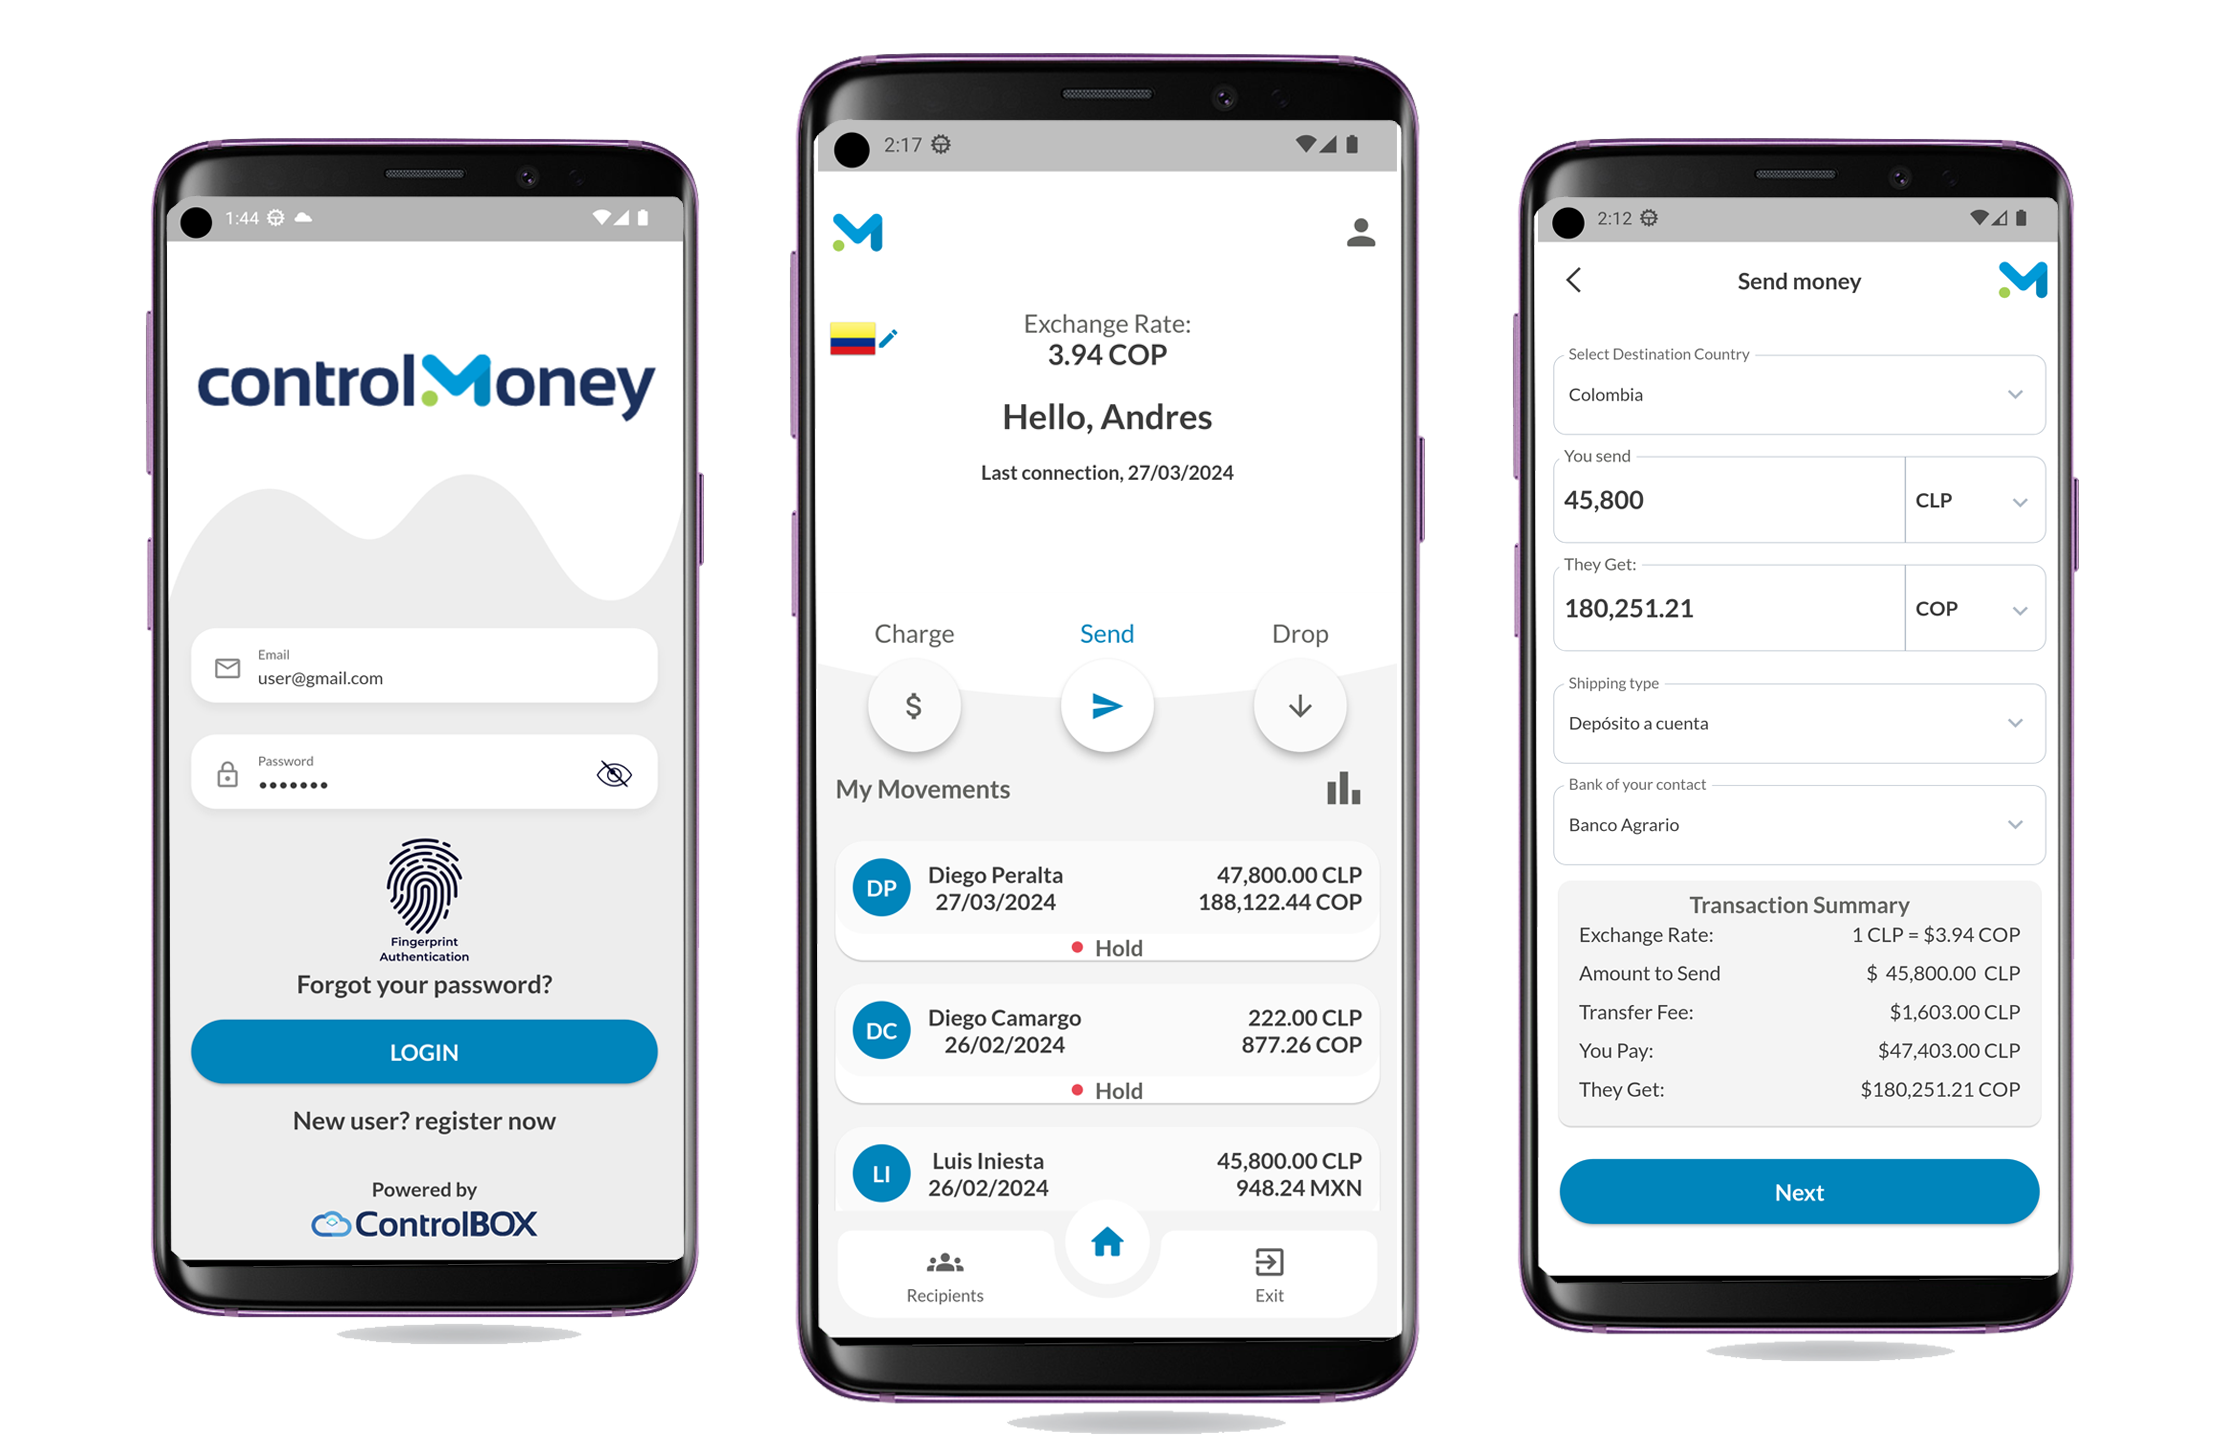 1:44
controlMoney
Email
user@gmail.com
Password
•••••••
Fingerprint
Authentication
Forgot your password?
LOGIN
New user? register now
Powered by
ControlBOX
2:17
Exchange Rate:
3.94 COP
Hello, Andres
Last connection, 27/03/2024
Charge
Send
Drop
$
My Movements
DP
Diego Peralta
47,800.00 CLP
27/03/2024
188,122.44 COP
Hold
DC
Diego Camargo
222.00 CLP
26/02/2024
877.26 COP
Hold
LI
Luis Iniesta
45,800.00 CLP
26/02/2024
948.24 MXN
Recipients
Exit
2:12
Send money
Select Destination Country
Colombia
You send
45,800 CLP
They Get:
180,251.21 COP
Shipping type
Depósito a cuenta
Bank of your contact
Banco Agrario
Transaction Summary
Exchange Rate: 1 CLP = $3.94 COP
Amount to Send $ 45,800.00 CLP
Transfer Fee: $1,603.00 CLP
You Pay: $47,403.00 CLP
They Get: $180,251.21 COP
Next